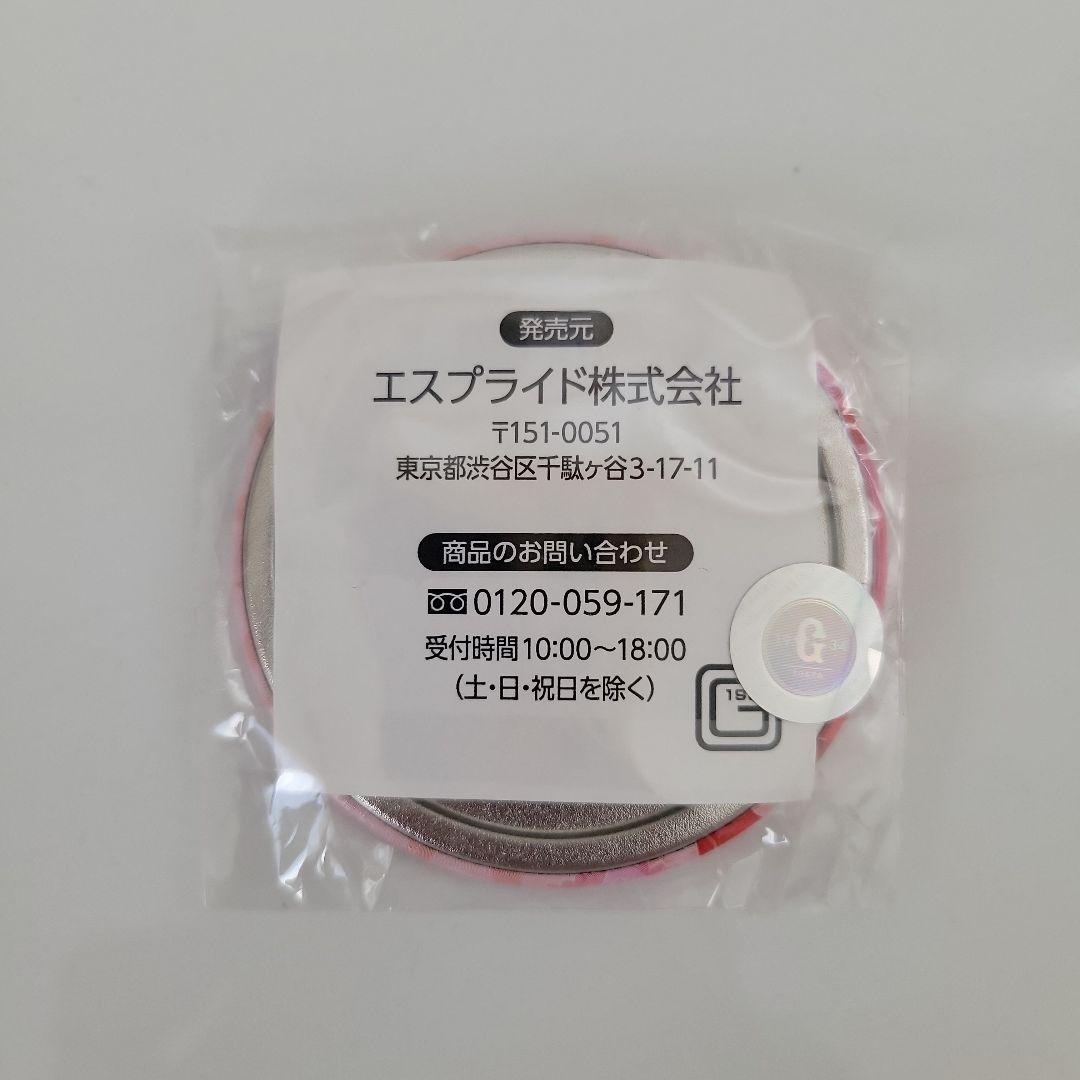 発売元
エスプライド株式会社
〒151-0051
東京都渋谷区千駄ヶ谷3-17-11
商品のお問い合わせ
0120-059-171
受付時間10:00〜18:00
(土・日・祝日を除く)
G